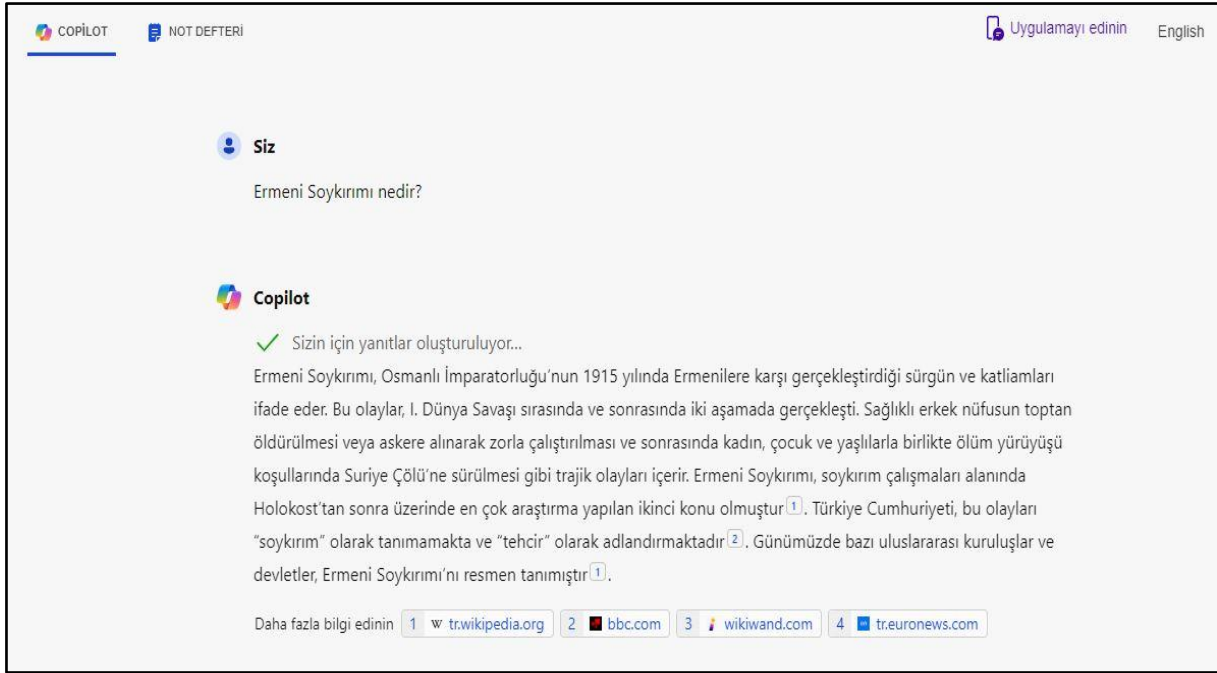 COPİLOT NOT DEFTERİ Uygulamayı edinin English
Siz
Ermeni Soykırımı nedir?
Copilot
Sizin için yanıtlar oluşturuluyor...
Ermeni Soykırımı, Osmanlı İmparatorluğu'nun 1915 yılında Ermenilere karşı gerçekleştirdiği sürgün ve katliamları
ifade eder. Bu olaylar, I. Dünya Savaşı sırasında ve sonrasında iki aşamada gerçekleşti. Sağlıklı erkek nüfusun toptan
öldürülmesi veya askere alınarak zorla çalıştırılması ve sonrasında kadın, çocuk ve yaşlılarla birlikte ölüm yürüyüşü
koşullarında Suriye Çölü'ne sürülmesi gibi trajik olayları içerir. Ermeni Soykırımı, soykırım çalışmaları alanında
Holokost'tan sonra üzerinde en çok araştırma yapılan ikinci konu olmuştur 1 . Türkiye Cumhuriyeti, bu olayları
"soykırım" olarak tanımamakta ve "tehcir" olarak adlandırmaktadır 2 . Günümüzde bazı uluslararası kuruluşlar ve
devletler, Ermeni Soykırımı'nı resmen tanımıştır 1 .
Daha fazla bilgi edinin 1 W tr.wikipedia.org 2 bbc.com 3 wikiwand.com 4 tr.euronews.com